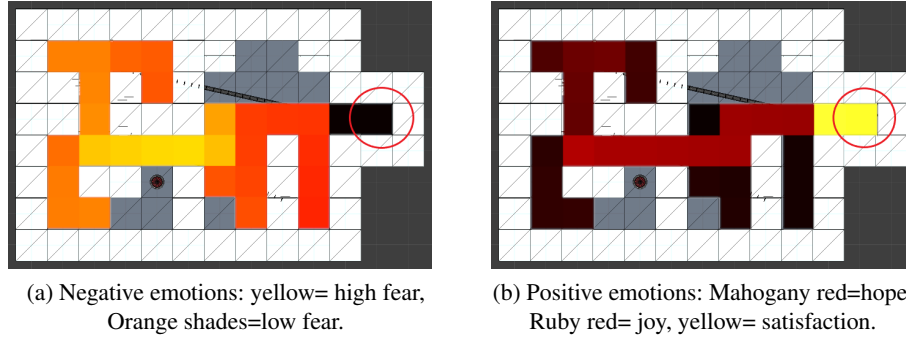 (a) Negative emotions: yellow= high fear,
Orange shades=low fear.
(b) Positive emotions: Mahogany red=hope
Ruby red= joy, yellow= satisfaction.